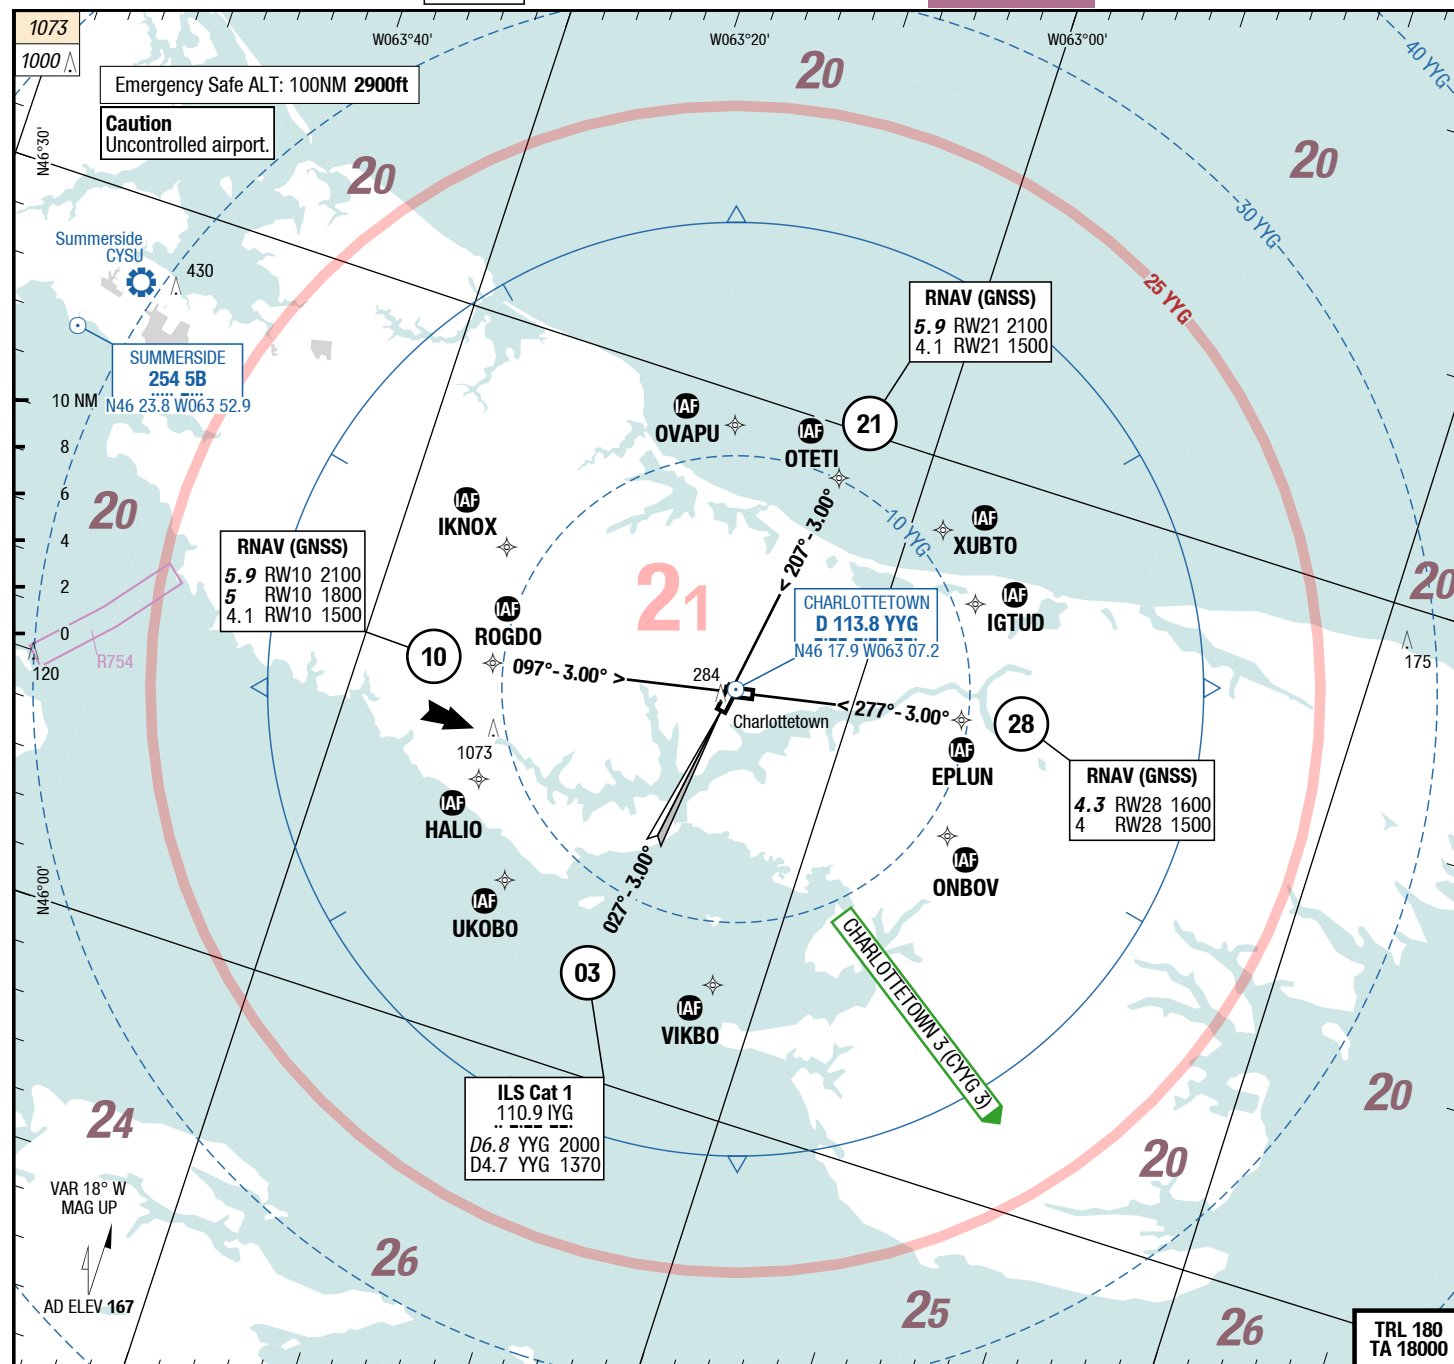 1073
1000
W063°40'
W063°20'
W063°00'
40 YYG
Emergency Safe ALT: 100NM 2900ft
Caution
Uncontrolled airport.
N46°30'
20
20
20
30 YYG
25 YYG
Summerside
CYSU
430
SUMMERSIDE
254 5B
N46 23.8 W063 52.9
10 NM
8
6
4
2
0
20
120
R754
RNAV (GNSS)
5.9 RW21 2100
4.1 RW21 1500
21
IAF
OVAPU
IAF
OTETI
IAF
IKNOX
IAF
XUBTO
10 YYG
< 207°-3.00°
RNAV (GNSS)
5.9 RW10 2100
5 RW10 1800
4.1 RW10 1500
10
IAF
ROGDO
21
CHARLOTTETOWN
D 113.8 YYG
N46 17.9 W063 07.2
IAF
IGTUD
20
175
097°-3.00° >
284
Charlottetown
< 277°-3.00°
28
IAF
EPLUN
RNAV (GNSS)
4.3 RW28 1600
4 RW28 1500
1073
IAF
HALIO
027°-3.00°
IAF
ONBOV
N46°00'
IAF
UKOBO
03
IAF
VIKBO
CHARLOTTETOWN 3 (CYYG 3)
ILS Cat 1
110.9 IYG
D6.8 YYG 2000
D4.7 YYG 1370
24
20
20
VAR 18° W
MAG UP
AD ELEV 167
26
25
26
TRL 180
TA 18000